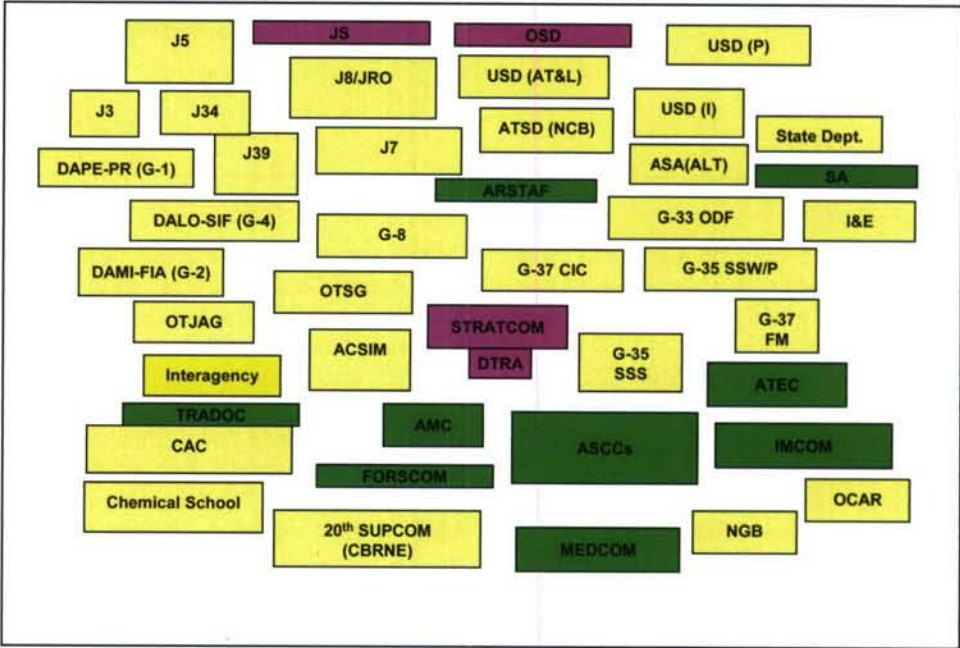 J5
JS
OSD
USD (P)
J8/JRO
USD (AT&L)
J3
J34
USD (I)
ATSD (NCB)
State Dept.
J39
J7
DAPE-PR (G-1)
ASA(ALT)
SA
ARSTAF
DALO-SIF (G-4)
G-8
G-33 ODF
I&E
DAMI-FIA (G-2)
G-37 CIC
G-35 SSW/P
OTSG
OTJAG
STRATCOM
G-37
FM
ACSIM
DTRA
G-35
SSS
Interagency
ATEC
TRADOC
AMC
CAC
ASCCs
IMCOM
FORSCOM
Chemical School
OCAR
20th SUPCOM
(CBRNE)
MEDCOM
NGB